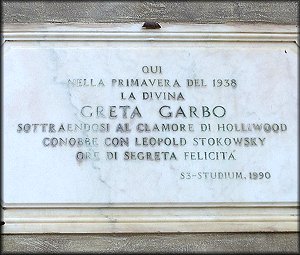 QUI
NELLA PRIMAVERA DEL 1938
LA DIVINA
GRETA GARBO
SOTTRAENDOSI AL CLAMORE DI HOLLIWOOD
CONOBBE CON LEOPOLD STOKOWSKY
ORE DI SEGRETA FELICITÀ
S3-STUDIUM, 1990